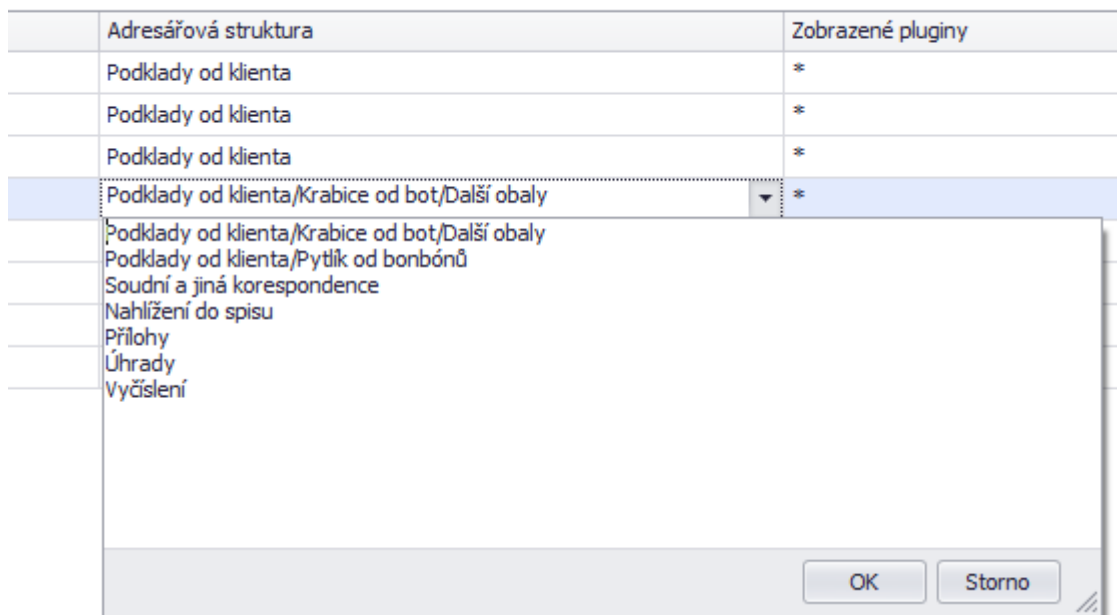 Adresářová struktura Zobrazené pluginy
Podklady od klienta *
Podklady od klienta *
Podklady od klienta *
Podklady od klienta/Krabice od bot/Další obaly *
Podklady od klienta/Krabice od bot/Další obaly
Podklady od klienta/Pytlík od bonbónů
Soudní a jiná korespondence
Nahlížení do spisu
Přílohy
Úhrady
Vyčíslení
OK Storno